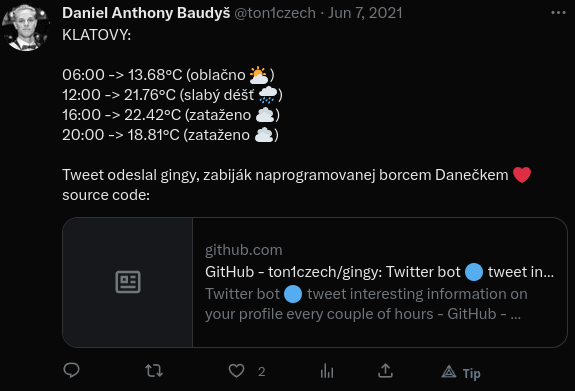 Daniel Anthony Baudyš @ton1czech · Jun 7, 2021
KLATOVY:
06:00 -> 13.68°C (oblačno 🌤️)
12:00 -> 21.76°C (slabý déšť 🌧️)
16:00 -> 22.42°C (zataženo ☁️)
20:00 -> 18.81°C (zataženo ☁️)
Tweet odeslal gingy, zabiják naprogramovanej borcem Danečkem ❤️
source code:
github.com
GitHub - ton1czech/gingy: Twitter bot 🔵 tweet in...
Twitter bot 🔵 tweet interesting information on
your profile every couple of hours - GitHub - ...
2
Tip